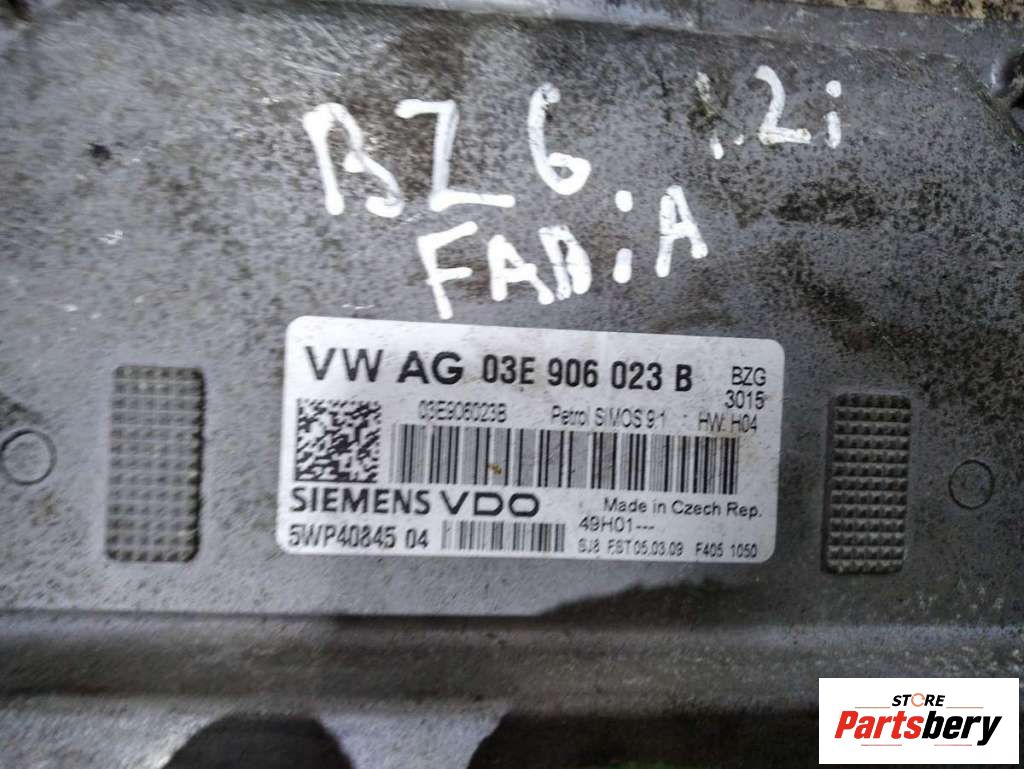 BZG 1.2i
FABiA
VW AG 03E 906 023 B BZG
3015
03E906023B Petrol SIMOS 9.1 HW: H04
SIEMENS VDO Made in Czech Rep.
49H01---
5WP40845 04
SJ8 FST 05.03.09 F405 1050
STORE
Partsbery